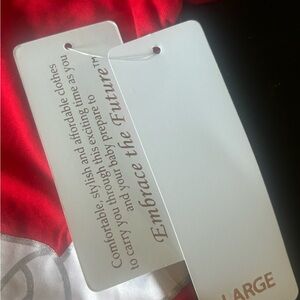 Comfortable, stylish and affordable clothes
to carry you through this exciting time as you
and your baby prepare to
Embrace the Future™
LARGE